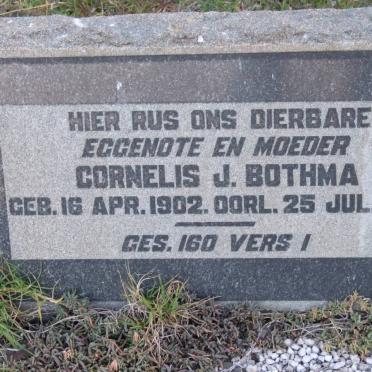 HIER RUS ONS DIERBARE
EGGENOTE EN MOEDER
CORNELIS J. BOTHMA
GEB. 16 APR. 1902. OORL. 25 JUL.
GES. 160 VERS 1